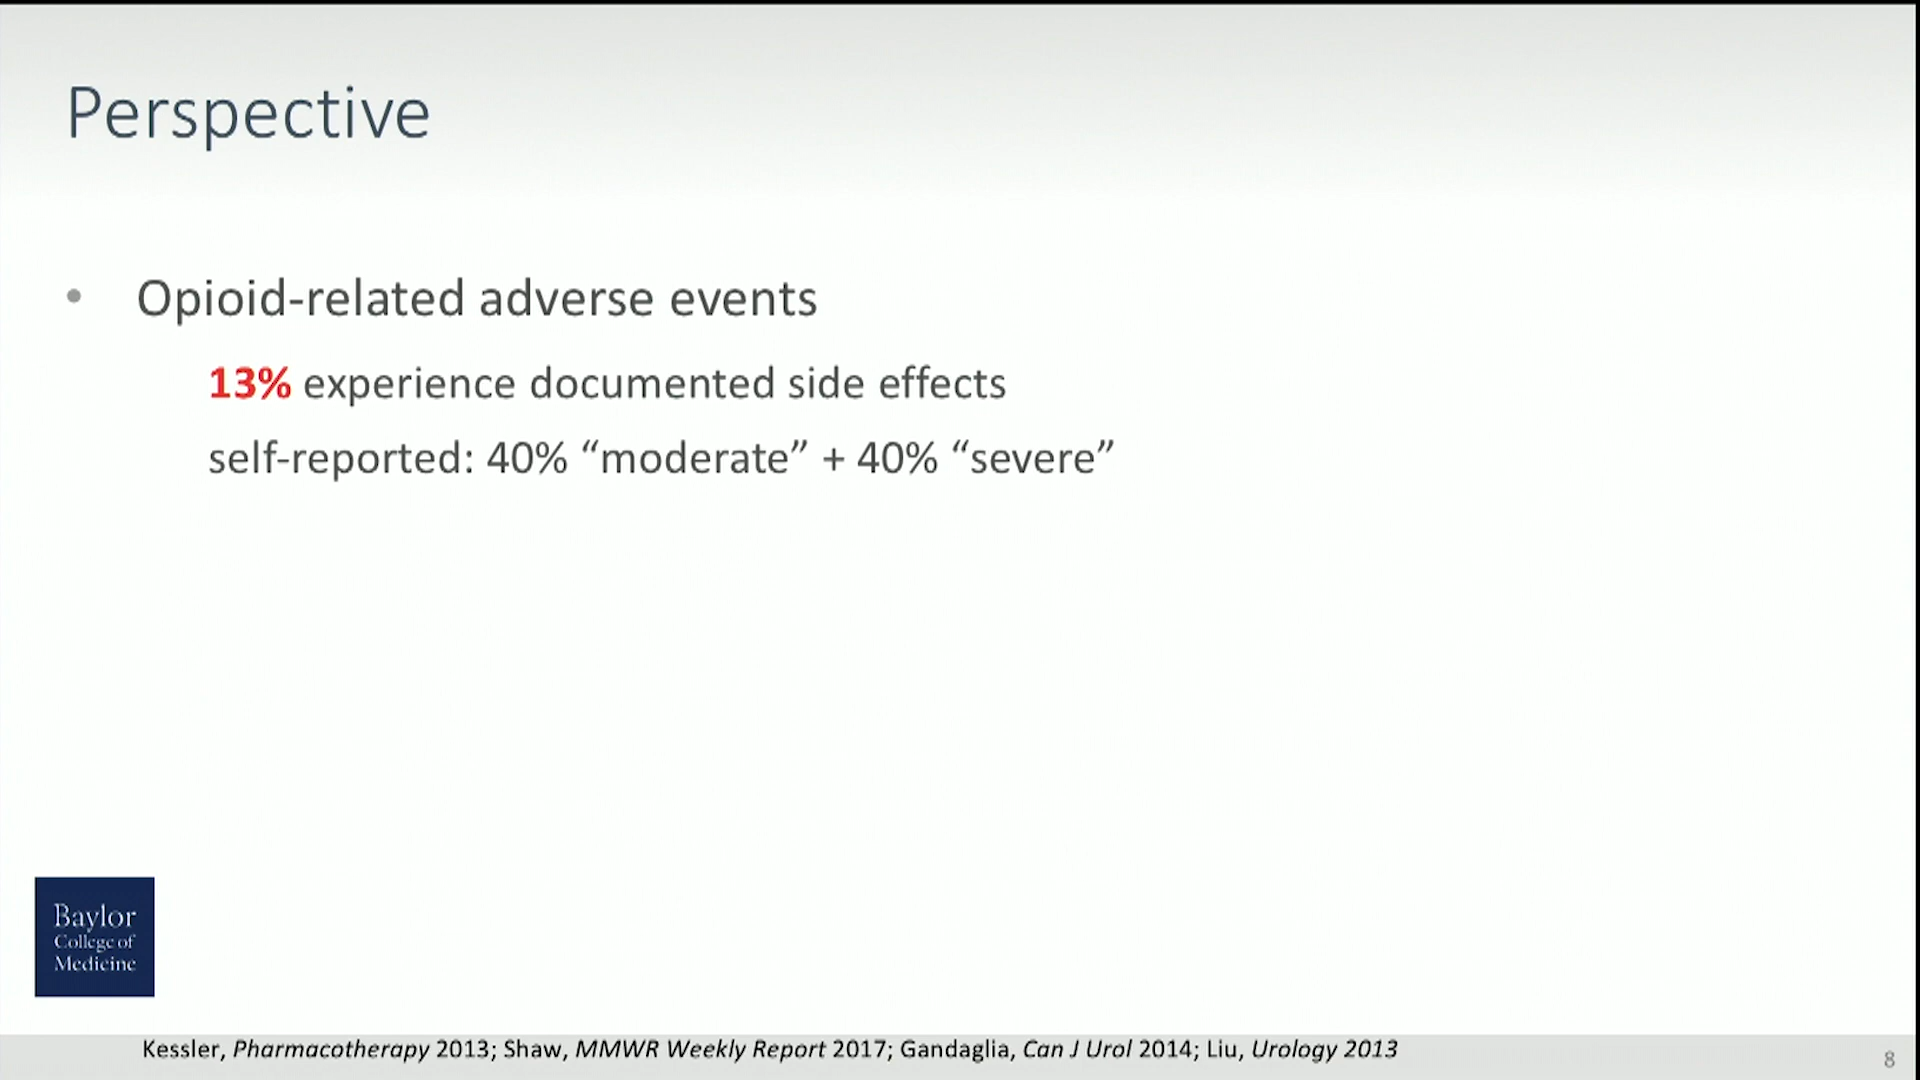 Perspective
• Opioid-related adverse events
13% experience documented side effects
self-reported: 40% “moderate” + 40% “severe”
Baylor
College of
Medicine
Kessler, Pharmacotherapy 2013; Shaw, MMWR Weekly Report 2017; Gandaglia, Can J Urol 2014; Liu, Urology 2013
8